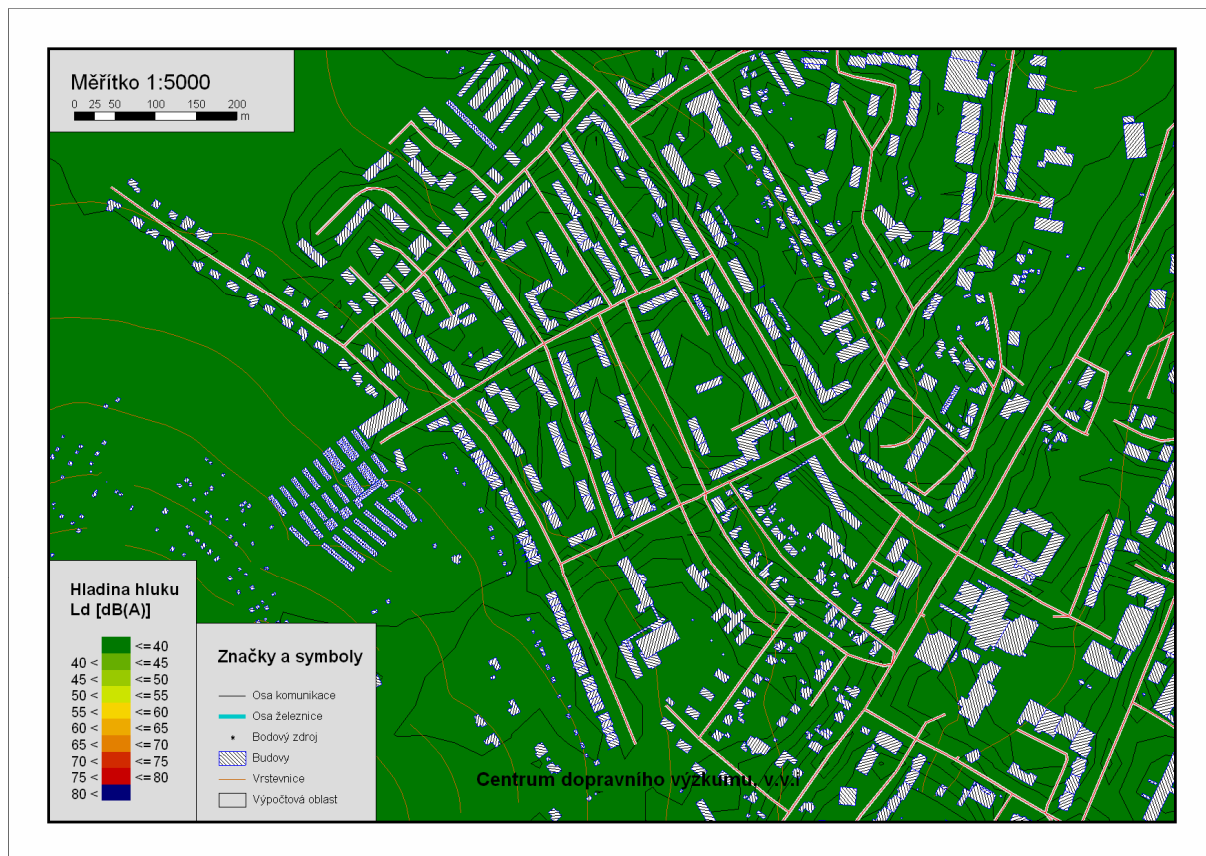 Měřítko 1:5000
0 25 50 100 150 200
m
Hladina hluku
Ld [dB(A)]
<=40
40 < <=45
45 < <=50
50 < <=55
55 < <=60
60 < <=65
65 < <=70
70 < <=75
75 < <=80
80 <
Značky a symboly
Osa komunikace
Osa železnice
Bodový zdroj
Budovy
Vrstevnice
Výpočtová oblast
Centrum dopravního výzkumu, v.v.i